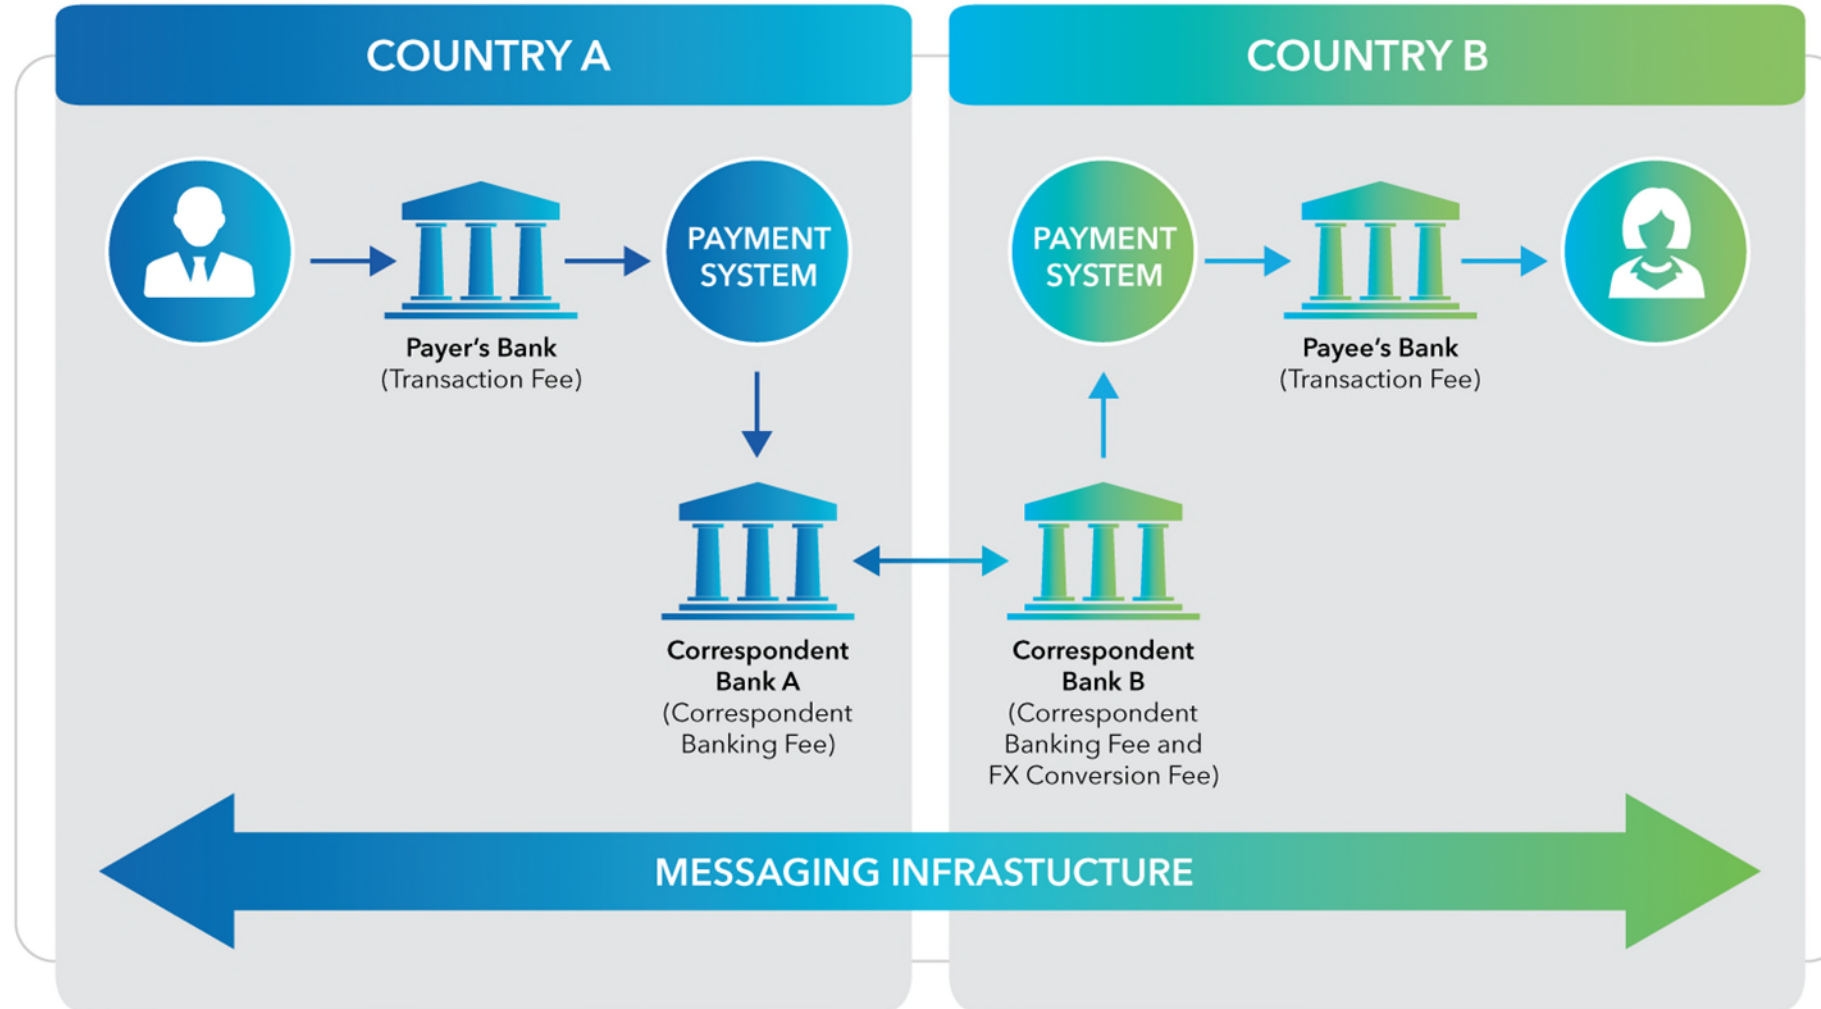 COUNTRY A
COUNTRY B
PAYMENT
SYSTEM
Payer's Bank
(Transaction Fee)
PAYMENT
SYSTEM
Payee's Bank
(Transaction Fee)
Correspondent
Bank A
(Correspondent
Banking Fee)
Correspondent
Bank B
(Correspondent
Banking Fee and
FX Conversion Fee)
MESSAGING INFRASTUCTURE